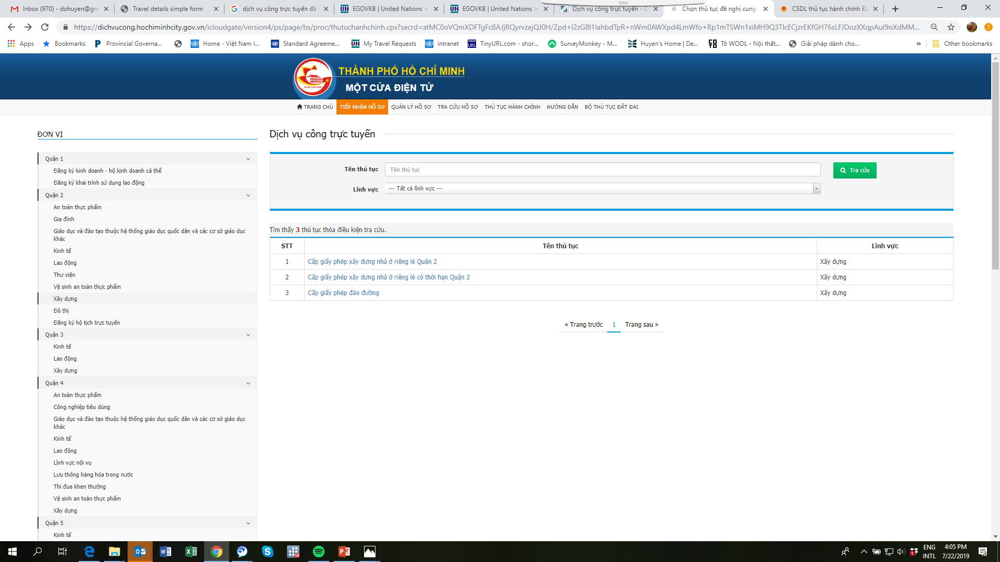 Inbox (970) - dohuyen@gm
Travel details simple form
dịch vụ công trực tuyến đà
EGOVKB | United Nations >
EGOVKB | United Nations >
Dịch vụ công trực tuyến - D
Chọn thủ tục đề nghị cung
CSDL thủ tục hành chính Đà
https://dichvucong.hochiminhcity.gov.vn/icloudgate/version4/ps/page/bs/proc/thutuchanhchinh.cpx?
Apps
Bookmarks
Provincial Governa...
Home - Việt Nam I...
Standard Agreeme...
My Travel Requests
intranet
TinyURL.com - shor...
SurveyMonkey - M...
Huyen's Home | De...
Tổ WOOL - Nội thất...
Giải pháp dành cho...
»
Other bookmarks
THÀNH PHỐ HỒ CHÍ MINH
MỘT CỬA ĐIỆN TỬ
TRANG CHỦ
TIẾP NHẬN HỒ SƠ
QUẢN LÝ HỒ SƠ
TRA CỨU HỒ SƠ
THỦ TỤC HÀNH CHÍNH
HƯỚNG DẪN
BỘ THỦ TỤC ĐẤT ĐAI
ĐƠN VỊ
Quận 1
Đăng ký kinh doanh - hộ kinh doanh cá thể
Đăng ký khai trình sử dụng lao động
Quận 2
An toàn thực phẩm
Gia đình
Giáo dục và đào tạo thuộc hệ thống giáo dục quốc dân và các cơ sở giáo dục
khác
Kinh tế
Lao động
Thư viện
Vệ sinh an toàn thực phẩm
Xây dựng
Đô thị
Đăng ký hộ tịch trực tuyến
Quận 3
Kinh tế
Lao động
Xây dựng
Quận 4
An toàn thực phẩm
Công nghiệp tiêu dùng
Giáo dục và đào tạo thuộc hệ thống giáo dục quốc dân và các cơ sở giáo dục
khác
Kinh tế
Lao động
Lĩnh vực nội vụ
Lưu thông hàng hóa trong nước
Thi đua khen thưởng
Vệ sinh an toàn thực phẩm
Xây dựng
Quận 5
Kinh tế
Dịch vụ công trực tuyến
Tên thủ tục
Tên thủ tục
Tra cứu
Lĩnh vực
--- Tất cả lĩnh vực ---
Tìm thấy 3 thủ tục thỏa điều kiện tra cứu.
STT Tên thủ tục Lĩnh vực
1 Cấp giấy phép xây dựng nhà ở riêng lẻ Quận 2 Xây dựng
2 Cấp giấy phép xây dựng nhà ở riêng lẻ có thời hạn Quận 2 Xây dựng
3 Cấp giấy phép đào đường Xây dựng
« Trang trước 1 Trang sau »
ENG
INTL
4:05 PM
7/22/2019